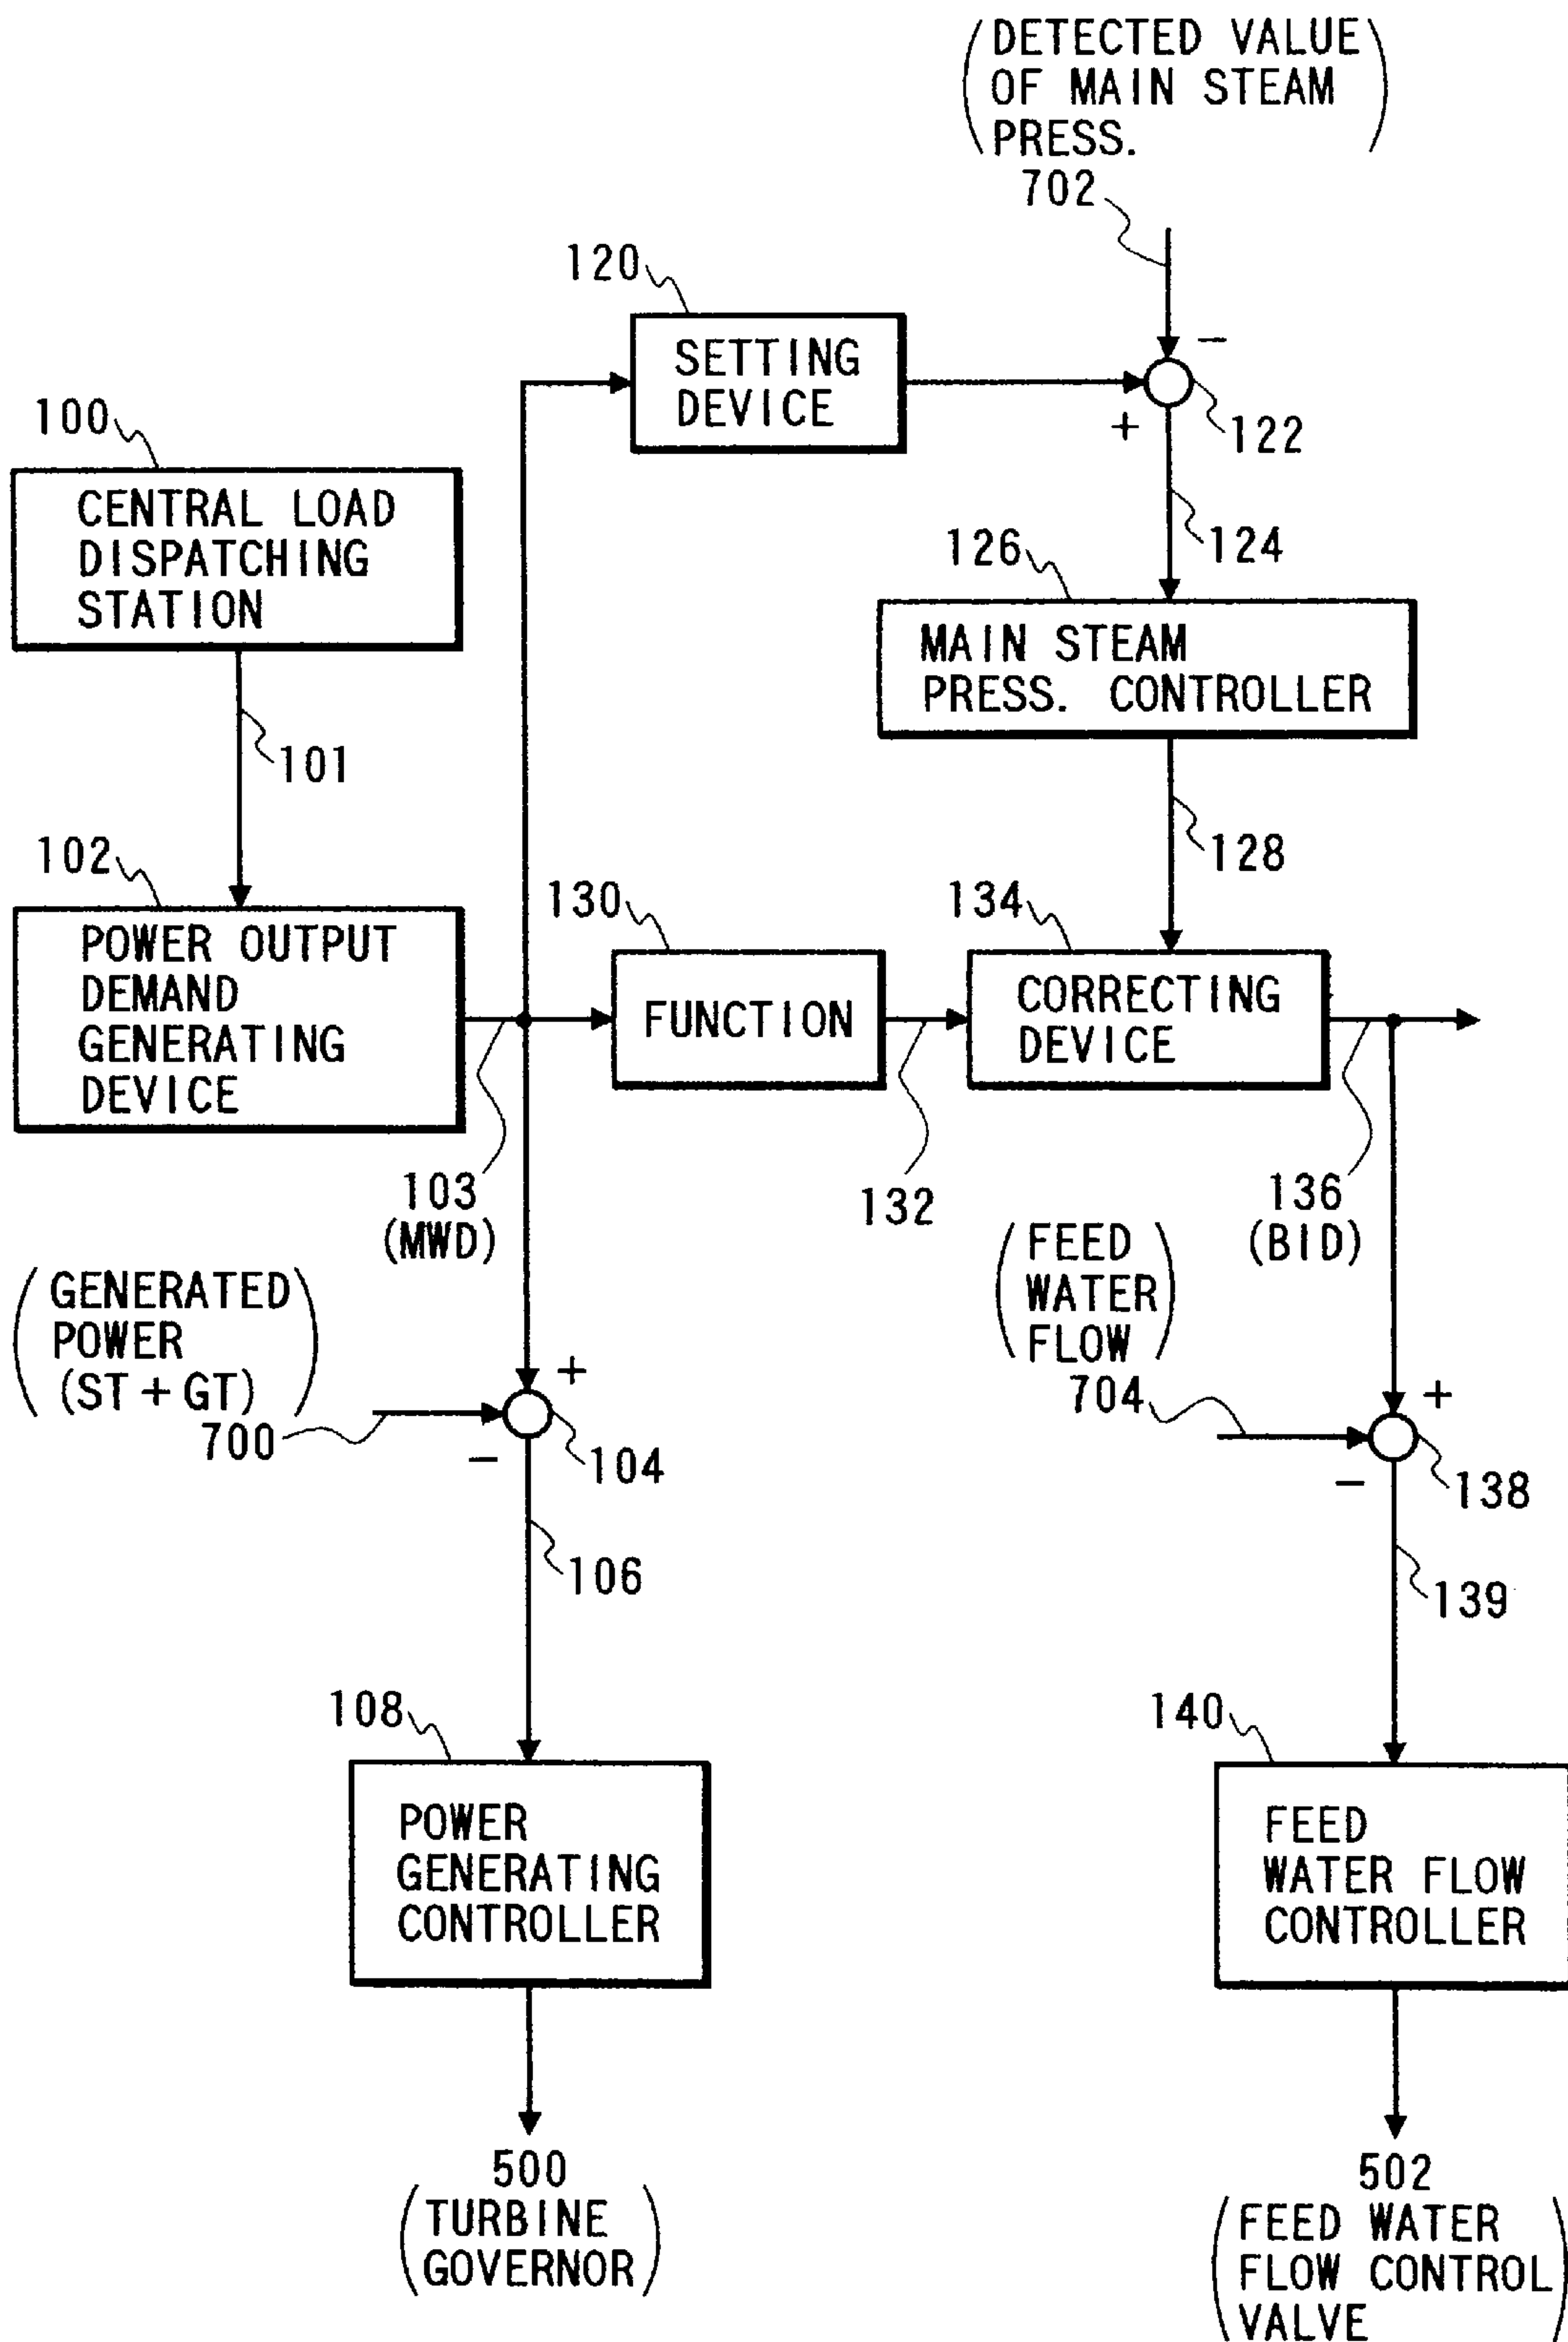 DETECTED VALUE
OF MAIN STEAM
PRESS.
702
120
SETTING
DEVICE
−
+
122
100
CENTRAL LOAD
DISPATCHING
STATION
124
126
MAIN STEAM
PRESS. CONTROLLER
101
128
102
POWER OUTPUT
DEMAND
GENERATING
DEVICE
130
FUNCTION
134
CORRECTING
DEVICE
103
(MWD)
132
136
(BID)
(GENERATED
POWER
(ST + GT))
700
+
−
104
(FEED
WATER
FLOW)
704
+
−
138
106
139
108
POWER
GENERATING
CONTROLLER
140
FEED
WATER FLOW
CONTROLLER
500
(TURBINE
GOVERNOR)
502
(FEED WATER
FLOW CONTROL
VALVE)